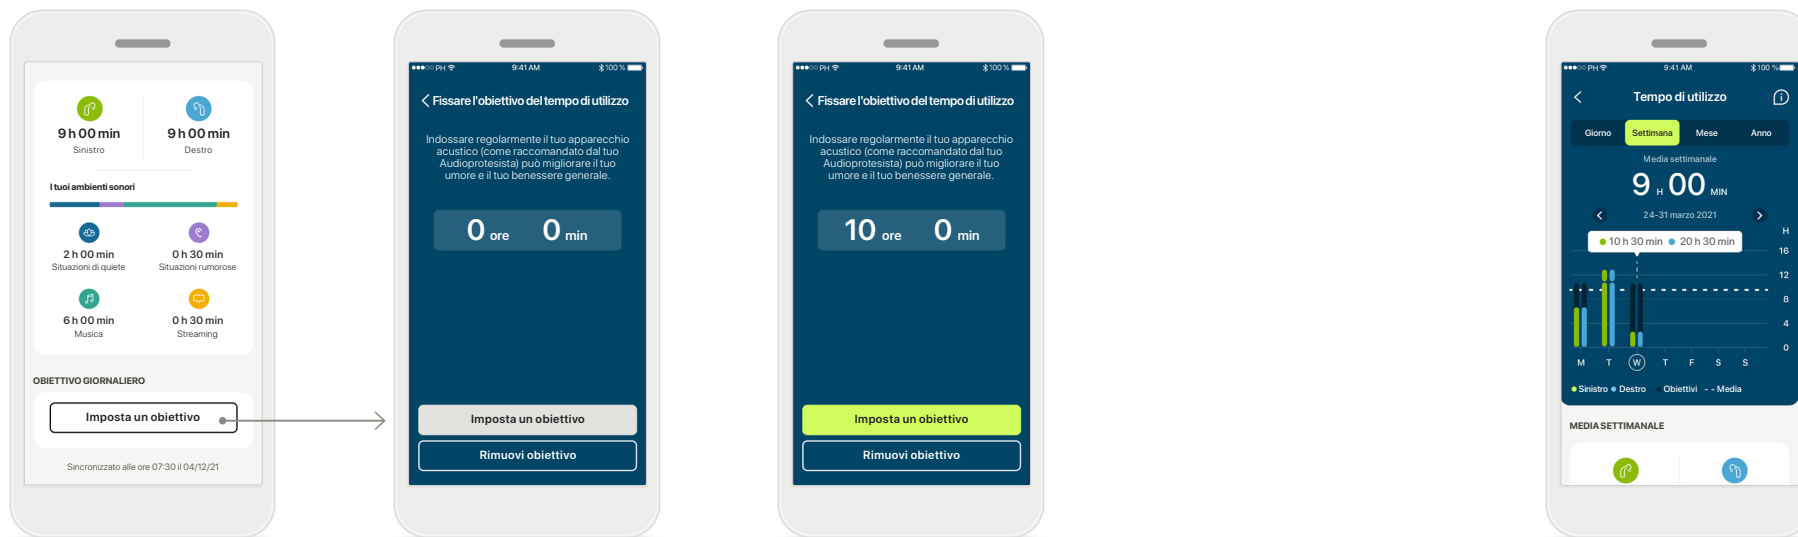 9 h 00 min
Sinistro
9 h 00 min
Destro
I tuoi ambienti sonori
2 h 00 min
Situazioni di quiete
0 h 30 min
Situazioni rumorose
6 h 00 min
Musica
0 h 30 min
Streaming
OBIETTIVO GIORNALIERO
Imposta un obiettivo
Sincronizzato alle ore 07:30 il 04/12/21
PH 9:41 AM 100 %
Fissare l'obiettivo del tempo di utilizzo
Indossare regolarmente il tuo apparecchio
acustico (come raccomandato dal tuo
Audioprotesista) può migliorare il tuo
umore e il tuo benessere generale.
0 ore 0 min
Imposta un obiettivo
Rimuovi obiettivo
PH 9:41 AM 100 %
Fissare l'obiettivo del tempo di utilizzo
Indossare regolarmente il tuo apparecchio
acustico (come raccomandato dal tuo
Audioprotesista) può migliorare il tuo
umore e il tuo benessere generale.
10 ore 0 min
Imposta un obiettivo
Rimuovi obiettivo
PH 9:41 AM 100 %
Tempo di utilizzo
Giorno Settimana Mese Anno
Media settimanale
9 H 00 MIN
24-31 marzo 2021
H
10 h 30 min 20 h 30 min
16
12
8
4
0
M T W T F S S
Sinistro Destro Obiettivi - - Media
MEDIA SETTIMANALE